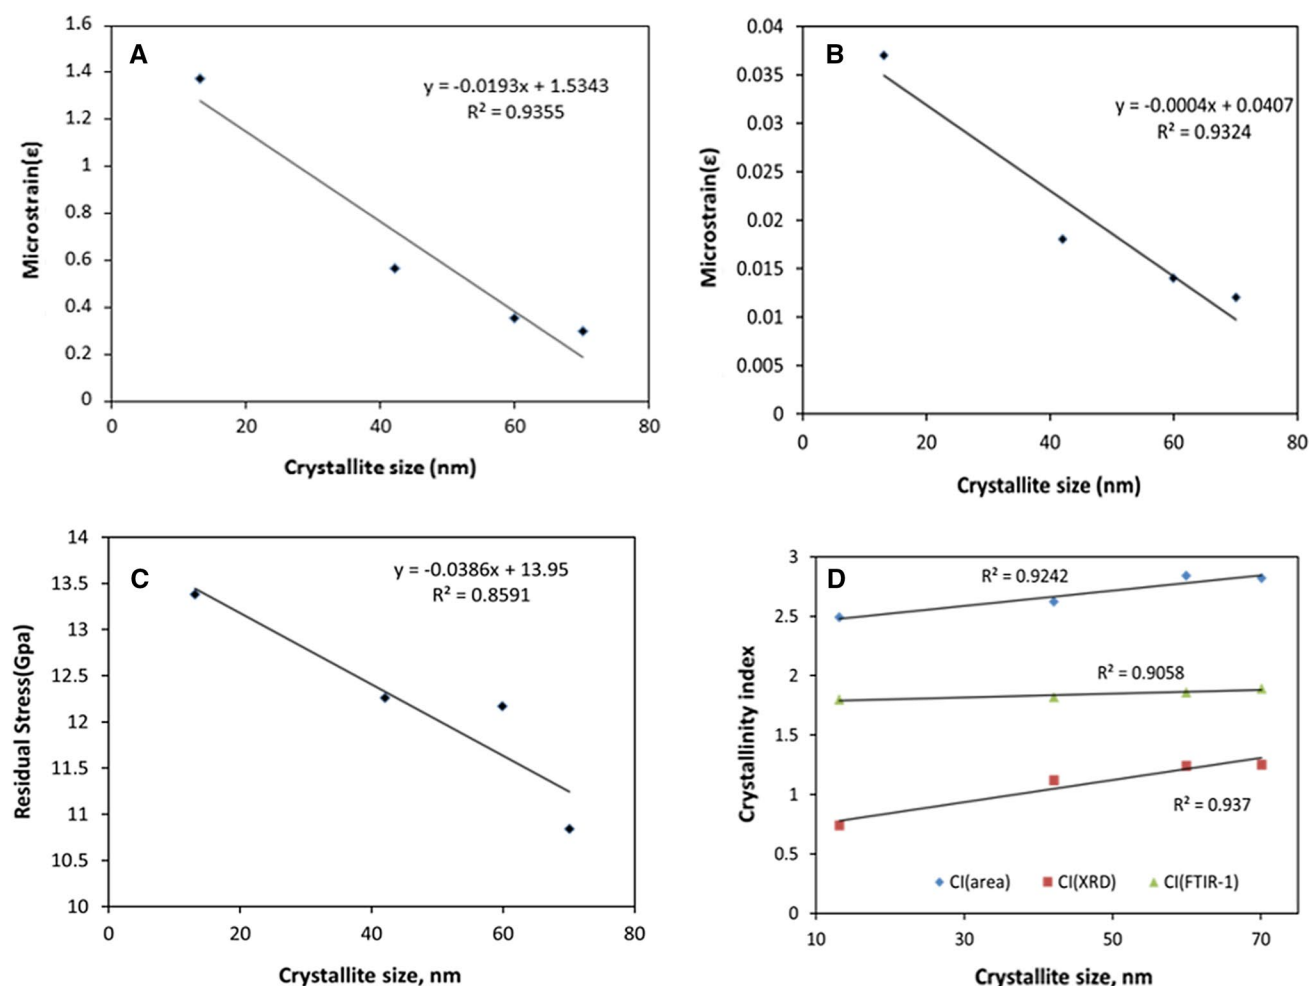 A
y = -0.0193x + 1.5343
R² = 0.9355
Microstrain(ε)
1.6
1.4
1.2
1
0.8
0.6
0.4
0.2
0
0 20 40 60 80
Crystallite size (nm)
B
y = -0.0004x + 0.0407
R² = 0.9324
Microstrain(ε)
0.04
0.035
0.03
0.025
0.02
0.015
0.01
0.005
0
0 20 40 60 80
Crystallite size (nm)
C
y = -0.0386x + 13.95
R² = 0.8591
Residual Stress(Gpa)
14
13.5
13
12.5
12
11.5
11
10.5
10
0 20 40 60 80
Crystallite size, nm
D
R² = 0.9242
R² = 0.9058
R² = 0.937
Crystallinity index
3
2.5
2
1.5
1
0.5
0
CI(area) CI(XRD) CI(FTIR-1)
10 30 50 70
Crystallite size, nm